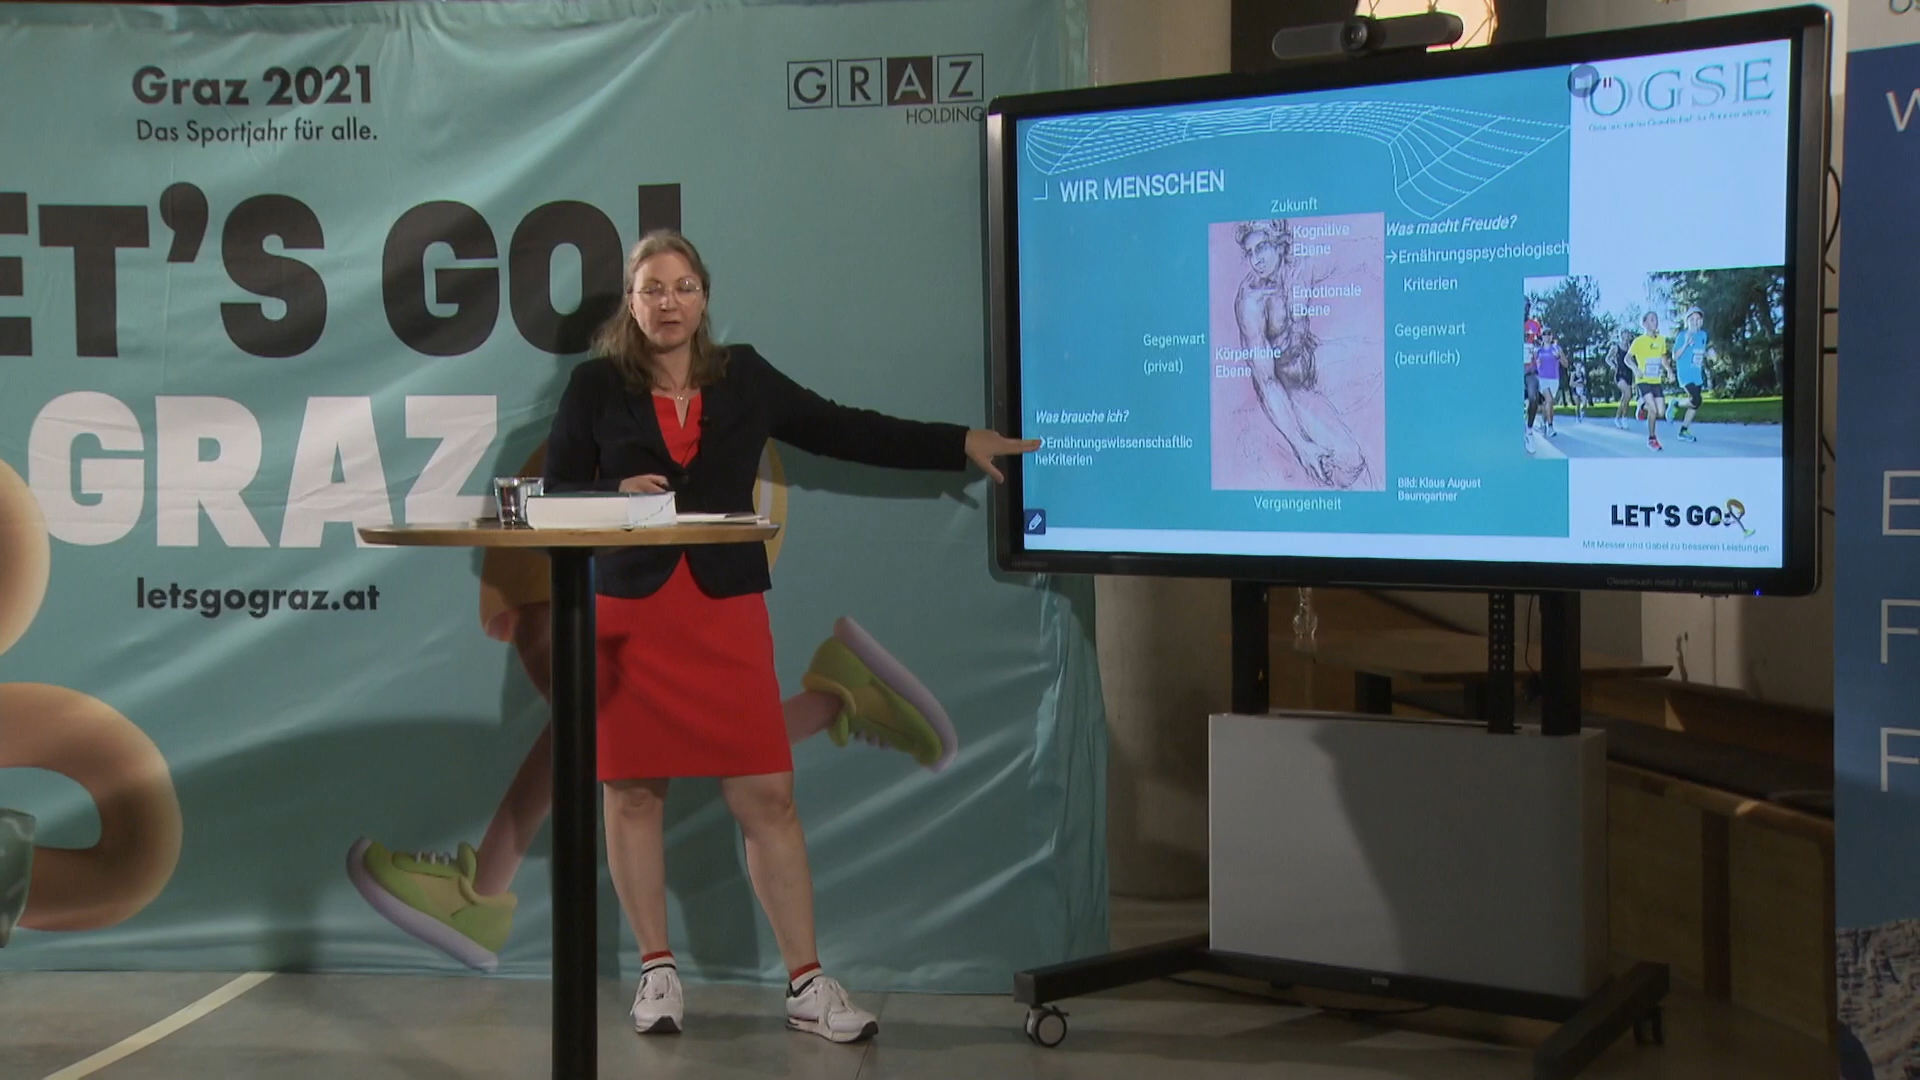 Graz 2021
Das Sportjahr für alle.
GRAZ
HOLDING
LET'S GO!
GRAZ
letsgograz.at
ÖGSE
WIR MENSCHEN
Zukunft
Kognitive
Ebene
Was macht Freude?
→Ernährungspsychologisch
Kriterien
Emotionale
Ebene
Gegenwart
(privat)
Körperliche
Ebene
Gegenwart
(beruflich)
Was brauche ich?
→Ernährungswissenschaftlic
heKriterien
Bild: Klaus August
Baumgartner
Vergangenheit
LET'S GO!
Mit Messer und Gabel zu besseren Leistungen
W
E
F
F